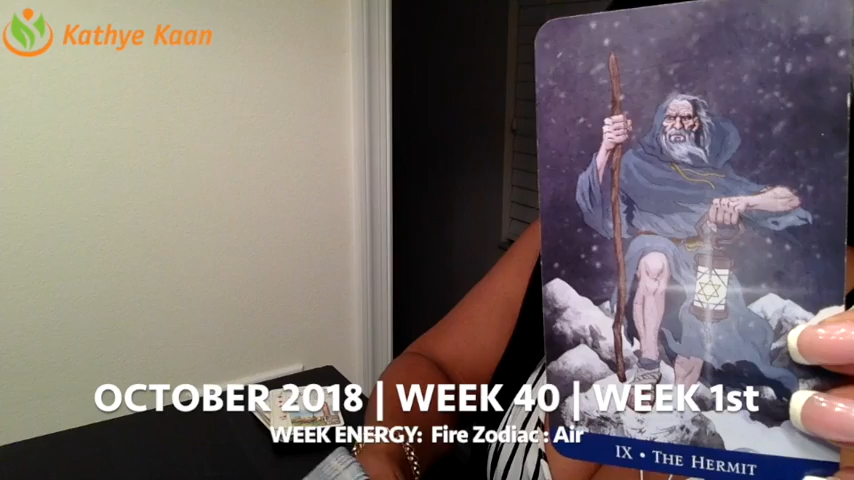 Kathye Kaan
OCTOBER 2018 | WEEK 40 | WEEK 1st
WEEK ENERGY: Fire Zodiac : Air
IX • THE HERMIT